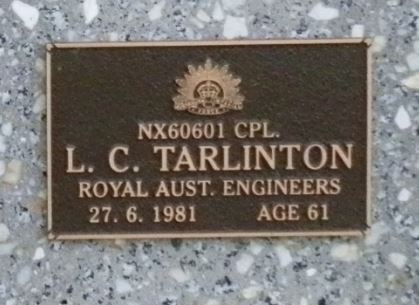 NX60601 CPL.
L. C. TARLINTON
ROYAL AUST. ENGINEERS
27. 6. 1981 AGE 61